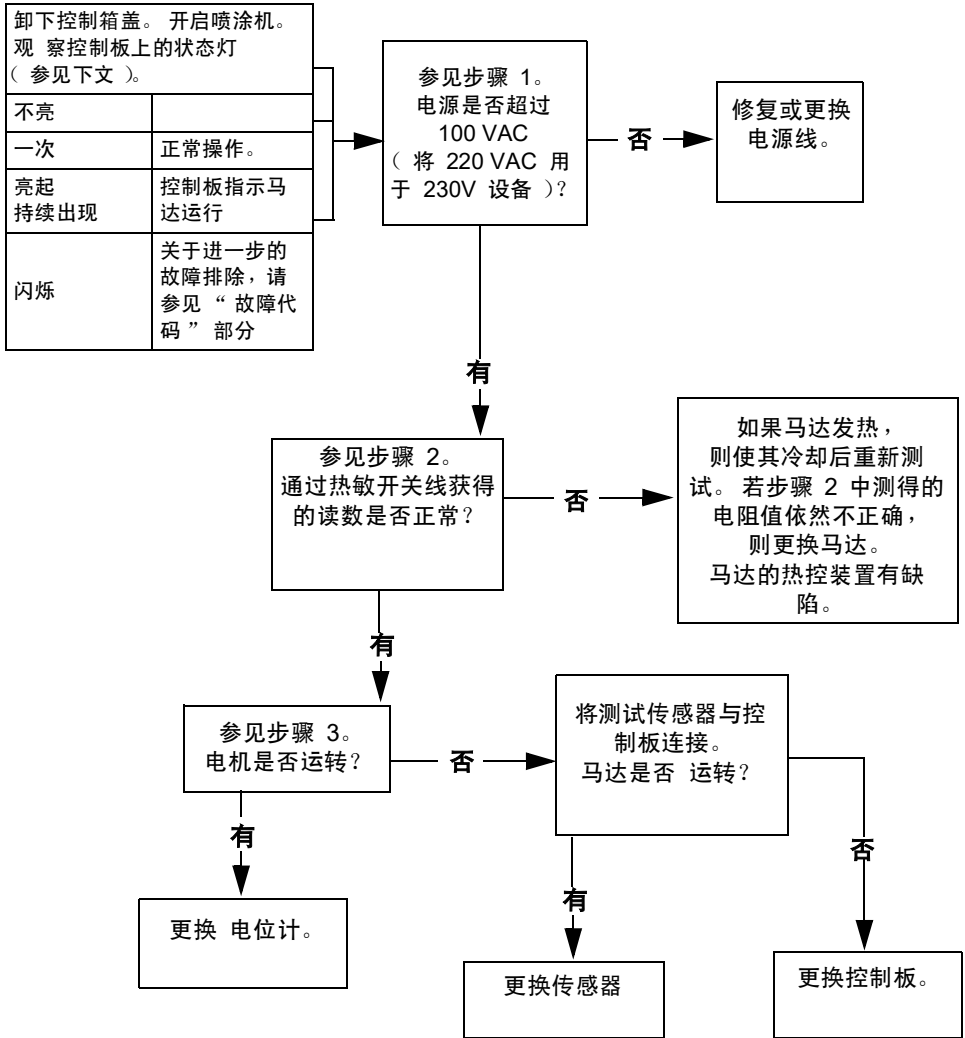 卸下控制箱盖。 开启喷涂机。
观 察控制板上的状态灯
( 参见下文 )。
不亮
一次
正常操作。
亮起
持续出现
控制板指示马
达运行
闪烁
关于进一步的
故障排除，请
参见 “ 故障代
码 ” 部分
参见步骤 1。
电源是否超过
100 VAC
( 将 220 VAC 用
于 230V 设备 )？
否
修复或更换
电源线。
有
参见步骤 2。
通过热敏开关线获得
的读数是否正常？
否
如果马达发热，
则使其冷却后重新测
试。 若步骤 2 中测得的
电阻值依然不正确，
则更换马达。
马达的热控装置有缺
陷。
有
参见步骤 3。
电机是否运转？
否
将测试传感器与控
制板连接。
马达是否 运转？
有
更换 电位计。
有
更换传感器
否
更换控制板。